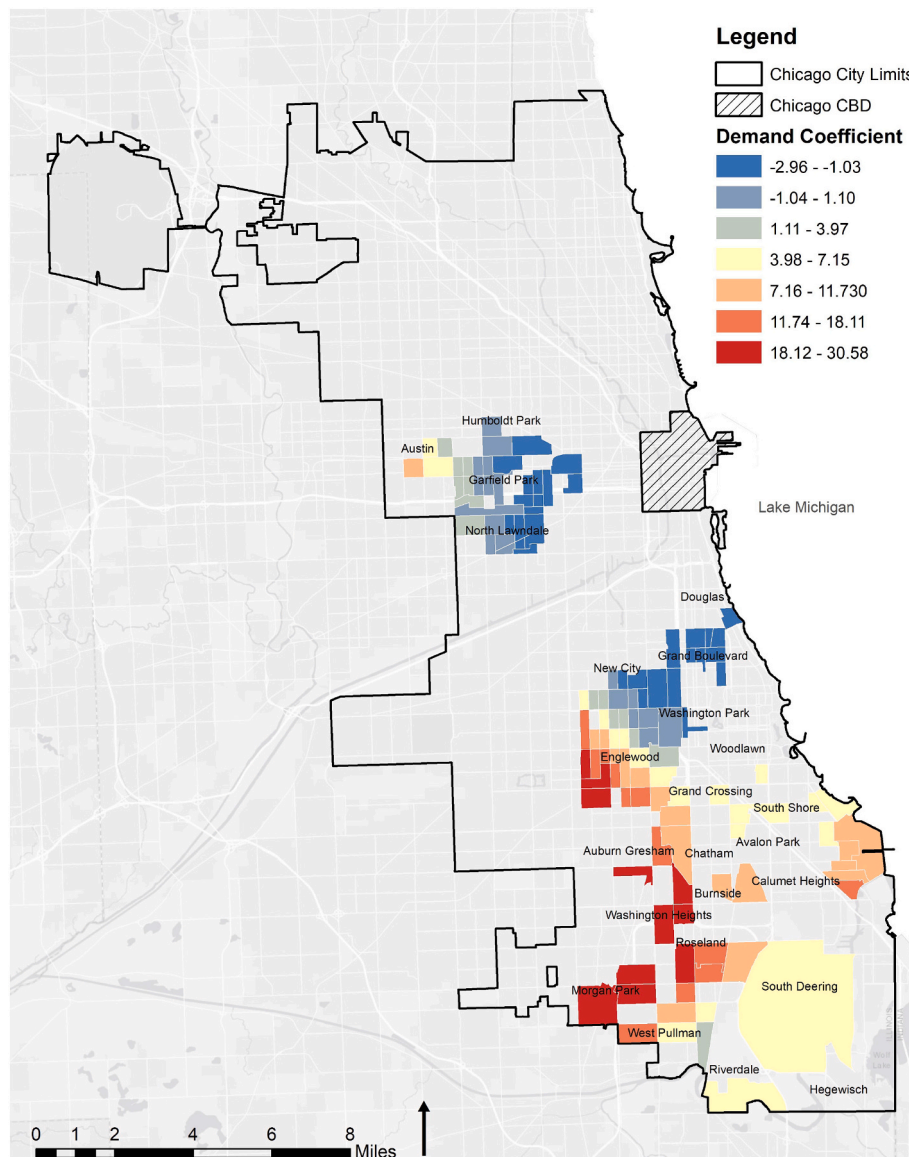 Legend
Chicago City Limits
Chicago CBD
Demand Coefficient
-2.96 - -1.03
-1.04 - 1.10
1.11 - 3.97
3.98 - 7.15
7.16 - 11.730
11.74 - 18.11
18.12 - 30.58
Humboldt Park
Austin
Garfield Park
Lake Michigan
North Lawndale
Douglas
Grand Boulevard
New City
Washington Park
Woodlawn
Englewood
Grand Crossing
South Shore
Avalon Park
Auburn Gresham
Chatham
Calumet Heights
Burnside
Washington Heights
Roseland
South Deering
Morgan Park
West Pullman
Riverdale
Hegewisch
0 1 2 4 6 8
Miles